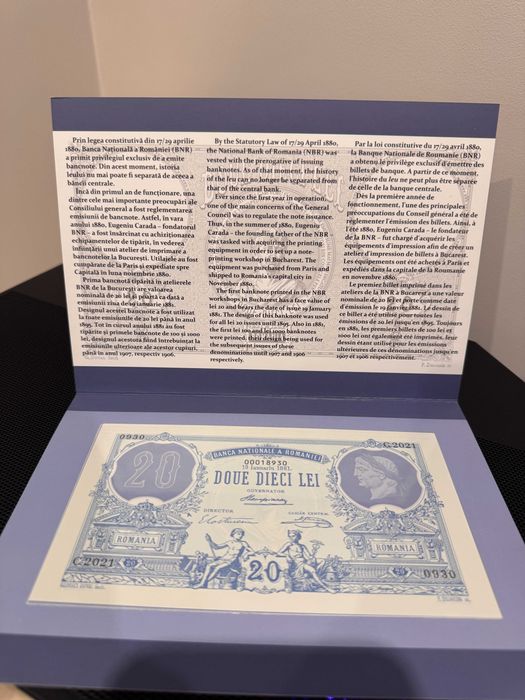 Prin legea constitutivă din 17/29 aprilie
1880, Banca Națională a României (BNR)
a primit privilegiul exclusiv de a emite
bancnote. Din acest moment, istoria
leului nu mai poate fi separată de aceea a
băncii centrale.
Încă din primul an de funcționare, una
dintre cele mai importante preocupări ale
Consiliului general a fost reglementarea
emisiunii de bancnote. Astfel, în vara
anului 1880, Eugeniu Carada – fondatorul
BNR – a fost însărcinat cu achiziționarea
echipamentelor de tipărit, în vederea
înființării unui atelier de imprimare a
bancnotelor la București. Utilajele au fost
cumpărate de la Paris și expediate spre
Capitală în luna noiembrie 1880.
Prima bancnotă tipărită în atelierele
BNR de la București are valoarea
nominală de 20 lei și poartă ca dată a
emisiunii ziua de 19 ianuarie 1881.
Designul acestei bancnote a fost utilizat
la toate emisiunile de 20 lei până în anul
1895. Tot în cursul anului 1881 au fost
tipărite și primele bancnote de 100 și 1000
lei, designul acestora fiind întrebuințat la
emisiunile ulterioare ale acestor cupiuri,
până în anul 1907, respectiv 1906.
By the Statutory Law of 17/29 April 1880,
the National Bank of Romania (NBR) was
vested with the prerogative of issuing
banknotes. As of that moment, the history
of the leu can no longer be separated from
that of the central bank.
Ever since the first year in operation,
one of the main concerns of the General
Council was to regulate the note issuance.
Thus, in the summer of 1880, Eugeniu
Carada – the founding father of the NBR –
was tasked with acquiring the printing
equipment in order to set up a note-
printing workshop in Bucharest. The
equipment was purchased from Paris and
shipped to Romania's capital city in
November 1880.
The first banknote printed in the NBR
workshops in Bucharest has a face value of
lei 20 and bears the date of issue 19 January
1881. The design of this banknote was used
for all lei 20 issues until 1895. Also in 1881,
the first lei 100 and lei 1000 banknotes
were printed, their design being used for
the subsequent issues of these
denominations until 1907 and 1906
respectively.
Par la loi constitutive du 17/29 avril 1880,
la Banque Nationale de Roumanie (BNR)
a obtenu le privilège exclusif d'émettre des
billets de banque. A partir de ce moment,
l'histoire du leu ne peut plus être séparée
de celle de la banque centrale.
Dès la première année de
fonctionnement, l'une des principales
préoccupations du Conseil général a été de
réglementer l'émission des billets. Ainsi, à
l'été 1880, Eugeniu Carada – le fondateur
de la BNR – fut chargé d'acquérir les
équipements d'impression afin de créer un
atelier d'impression de billets à Bucarest.
Les équipements ont été achetés à Paris et
expédiés dans la capitale de la Roumanie
en novembre 1880.
Le premier billet imprimé dans les
ateliers de la BNR à Bucarest a une valeur
nominale de 20 lei et porte comme date
d'émission le 19 janvier 1881. Le dessin de
ce billet a été utilisé pour toutes les
émissions de 20 lei jusqu'en 1895. Toujours
en 1881, les premiers billets de 100 lei et
1000 lei ont également été imprimés, leur
dessin étant utilisé pour les émissions
ultérieures de ces dénominations jusqu'en
1907 et 1906 respectivement.
0930
C.2021
BANCA NATIONALE A ROMANIEI
00018930
19 Ianuariu 1881.
20
DOUE DIECI LEI
GUVERNATOR
DIRECTOR
CASIAR CENTRAL
ROMANIA
ROMANIA
C.2021
20
0930